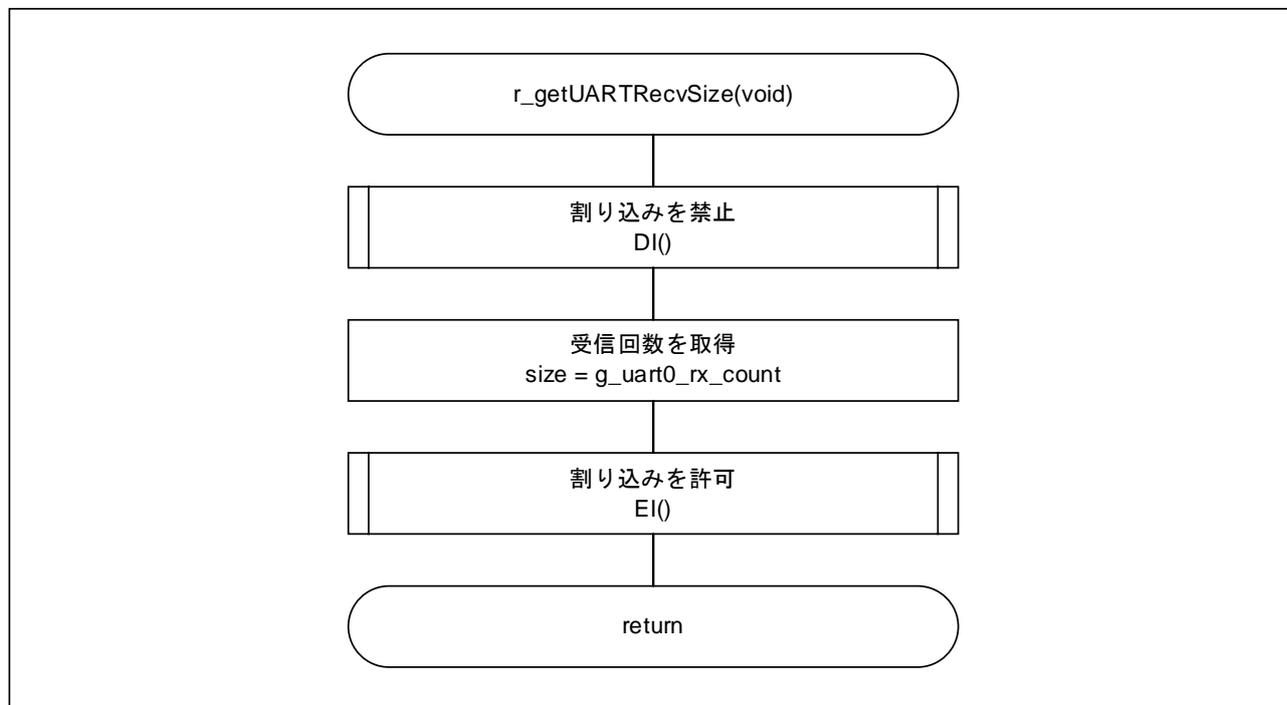 r_getUARTRecvSize(void)
割り込みを禁止
DI()
受信回数を取得
size = g_uart0_rx_count
割り込みを許可
EI()
return